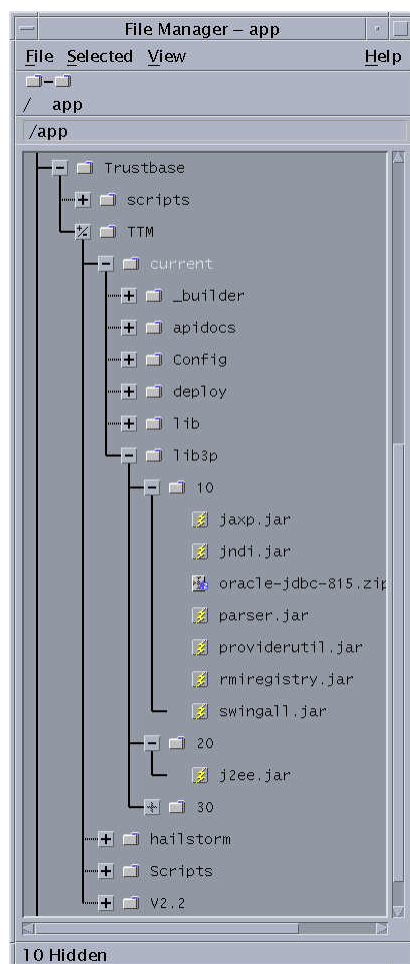 File Manager – app
File Selected View Help
/ app
/app
Trustbase
scripts
TTM
current
_builder
apidocs
Config
deploy
lib
lib3p
10
jaxp.jar
jndi.jar
oracle-jdbc-815.zip
parser.jar
providerutil.jar
rmiregistry.jar
swingall.jar
20
j2ee.jar
30
hailstorm
Scripts
V2.2
10 Hidden